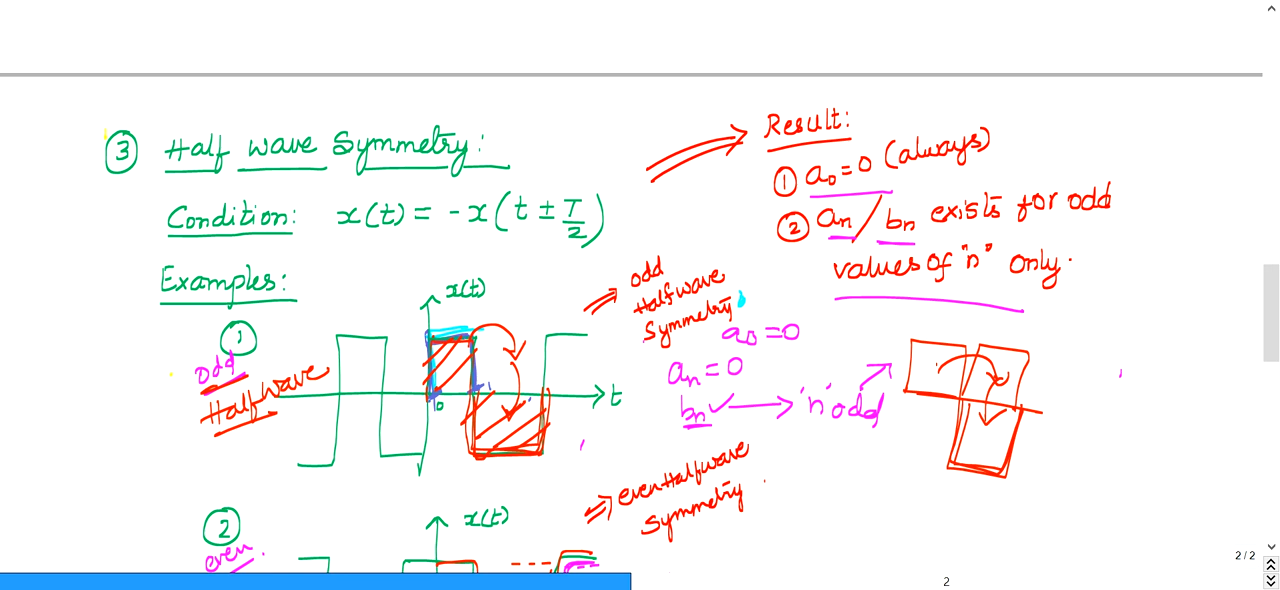 ③ Half wave Symmetry:
Condition: x(t) = -x(t ± T/2)
Examples:
Result:
① a₀ = 0 (always)
② aₙ / bₙ exists for odd
values of "n" only.
①
odd
Halfwave
x(t)
t
odd
Halfwave
Symmetry
a₀ = 0
aₙ = 0
bₙ ✓ → 'n' odd
②
even.
x(t)
even Halfwave
Symmetry
2 / 2
2